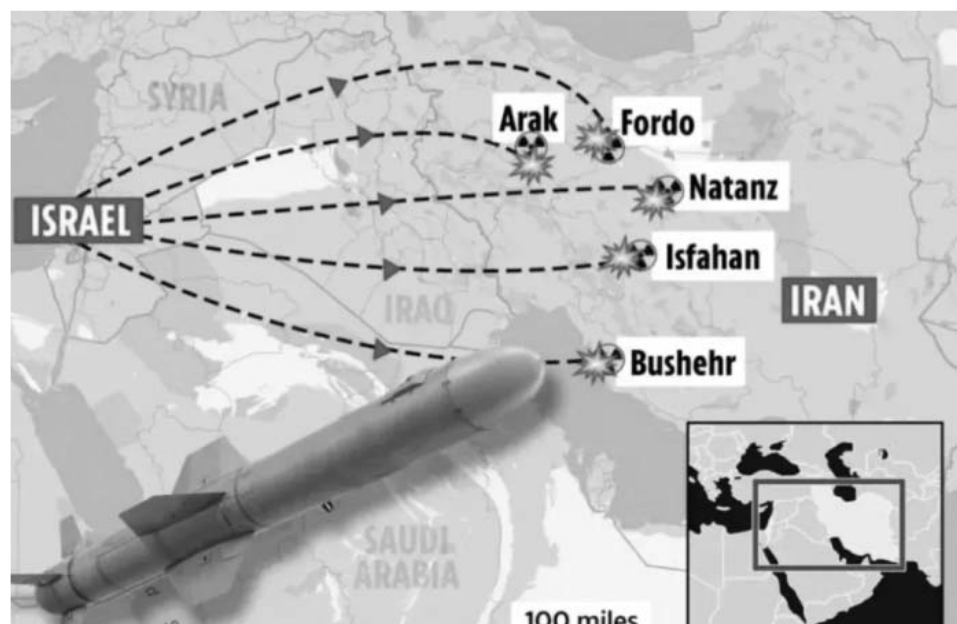 SYRIA
Arak
Fordo
Natanz
ISRAEL
Isfahan
IRAN
IRAQ
Bushehr
SAUDI
ARABIA
100 miles